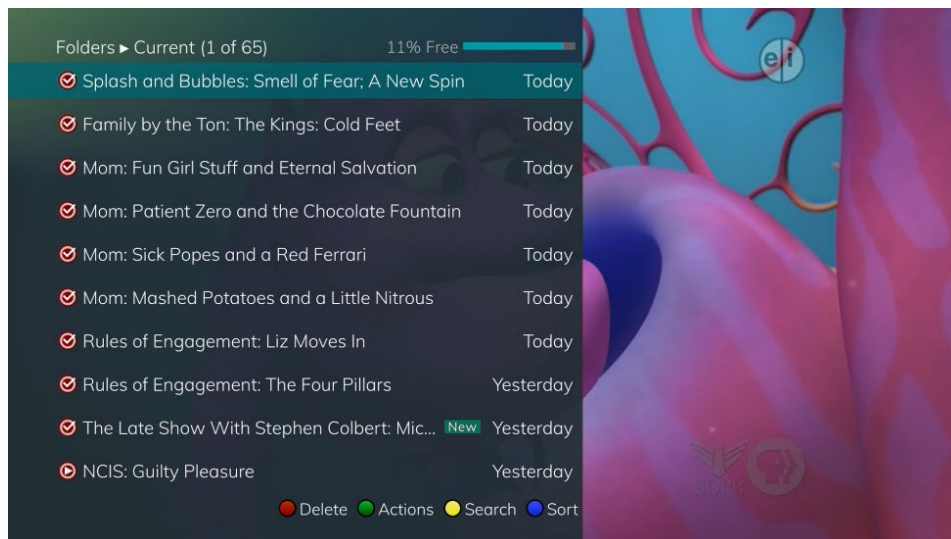 Folders ▸ Current (1 of 65) 11% Free
Splash and Bubbles: Smell of Fear; A New Spin Today
Family by the Ton: The Kings: Cold Feet Today
Mom: Fun Girl Stuff and Eternal Salvation Today
Mom: Patient Zero and the Chocolate Fountain Today
Mom: Sick Popes and a Red Ferrari Today
Mom: Mashed Potatoes and a Little Nitrous Today
Rules of Engagement: Liz Moves In Today
Rules of Engagement: The Four Pillars Yesterday
The Late Show With Stephen Colbert: Mic... New Yesterday
NCIS: Guilty Pleasure Yesterday
Delete Actions Search Sort
e/i